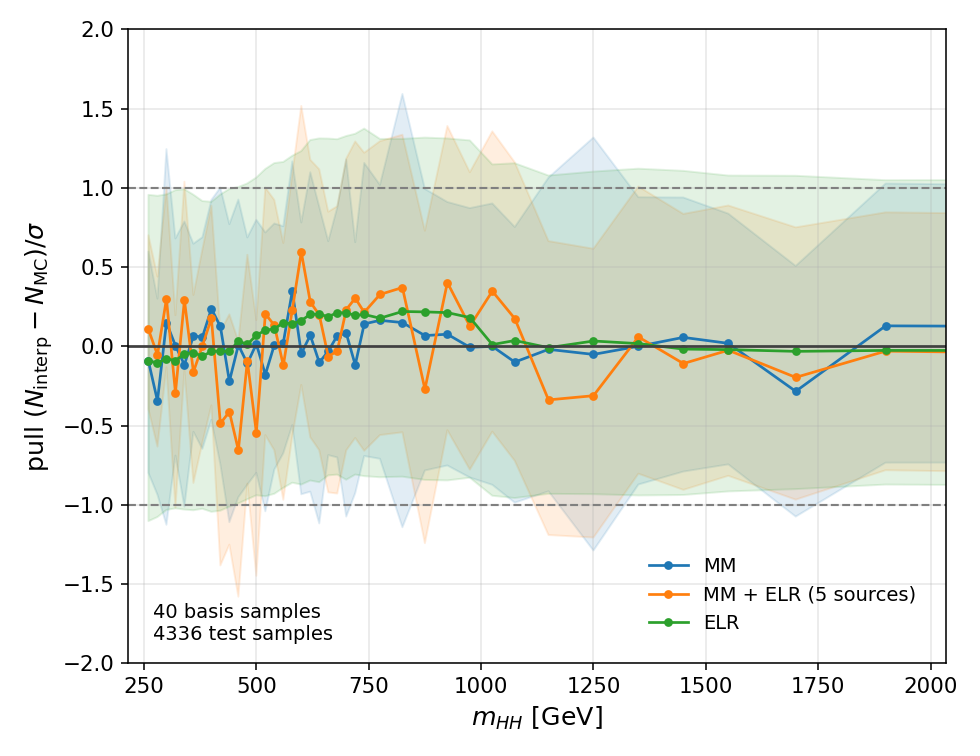 2.0
1.5
1.0
0.5
0.0
−0.5
−1.0
−1.5
−2.0
pull (N_interp − N_MC)/σ
MM
MM + ELR (5 sources)
ELR
40 basis samples
4336 test samples
250 500 750 1000 1250 1500 1750 2000
m_HH [GeV]